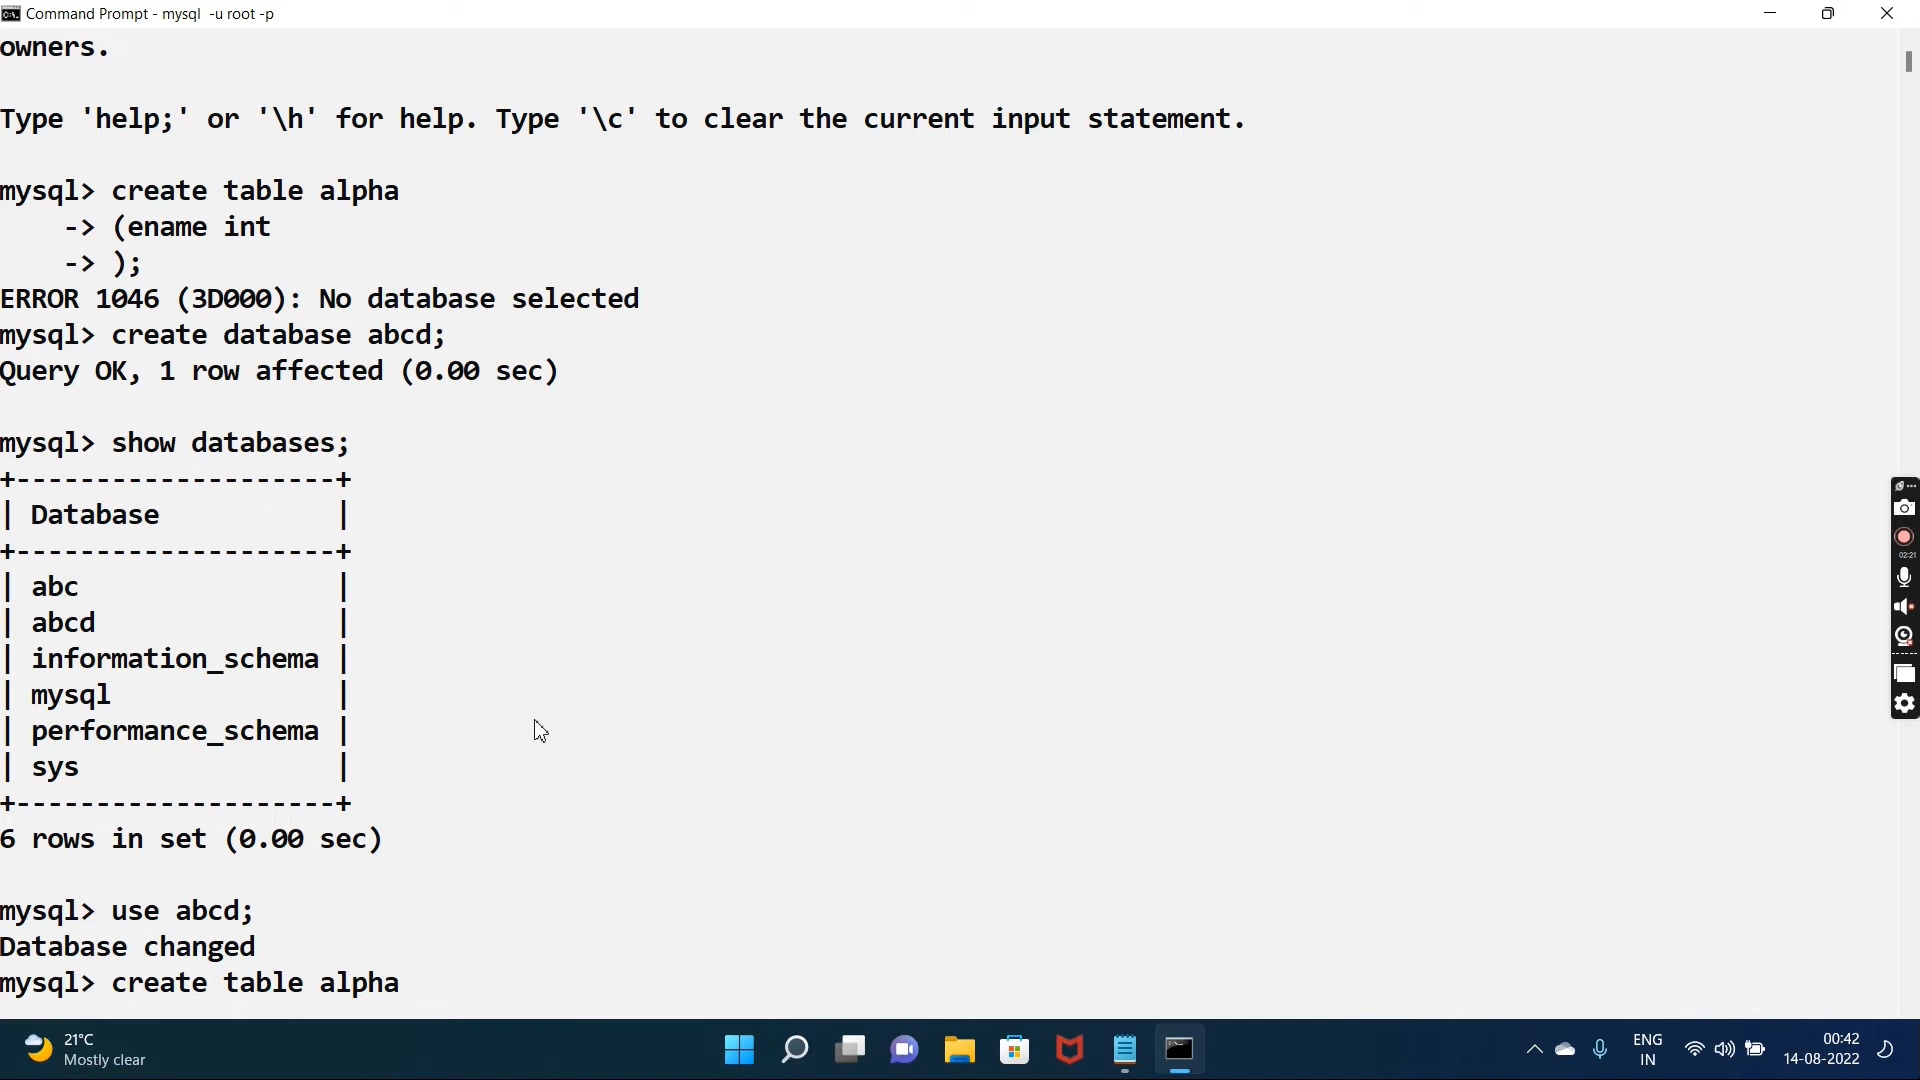 Command Prompt - mysql -u root -p
owners.
Type 'help;' or '\h' for help. Type '\c' to clear the current input statement.
mysql> create table alpha
    -> (ename int
    -> );
ERROR 1046 (3D000): No database selected
mysql> create database abcd;
Query OK, 1 row affected (0.00 sec)
mysql> show databases;
+--------------------+
| Database           |
+--------------------+
| abc                |
| abcd               |
| information_schema |
| mysql              |
| performance_schema |
| sys                |
+--------------------+
6 rows in set (0.00 sec)
mysql> use abcd;
Database changed
mysql> create table alpha
02:21
21°C
Mostly clear
ENG
IN
00:42
14-08-2022